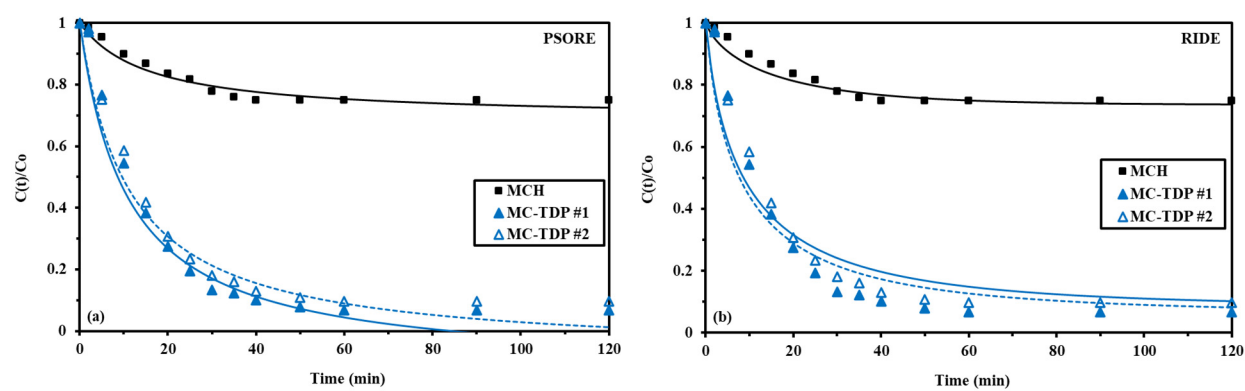 PSORE
1
0.8
0.6
0.4
0.2
0
C(t)/Co
MCH
MC-TDP #1
MC-TDP #2
(a)
0 20 40 60 80 100 120
Time (min)
RIDE
1
0.8
0.6
0.4
0.2
0
C(t)/Co
MCH
MC-TDP #1
MC-TDP #2
(b)
0 20 40 60 80 100 120
Time (min)